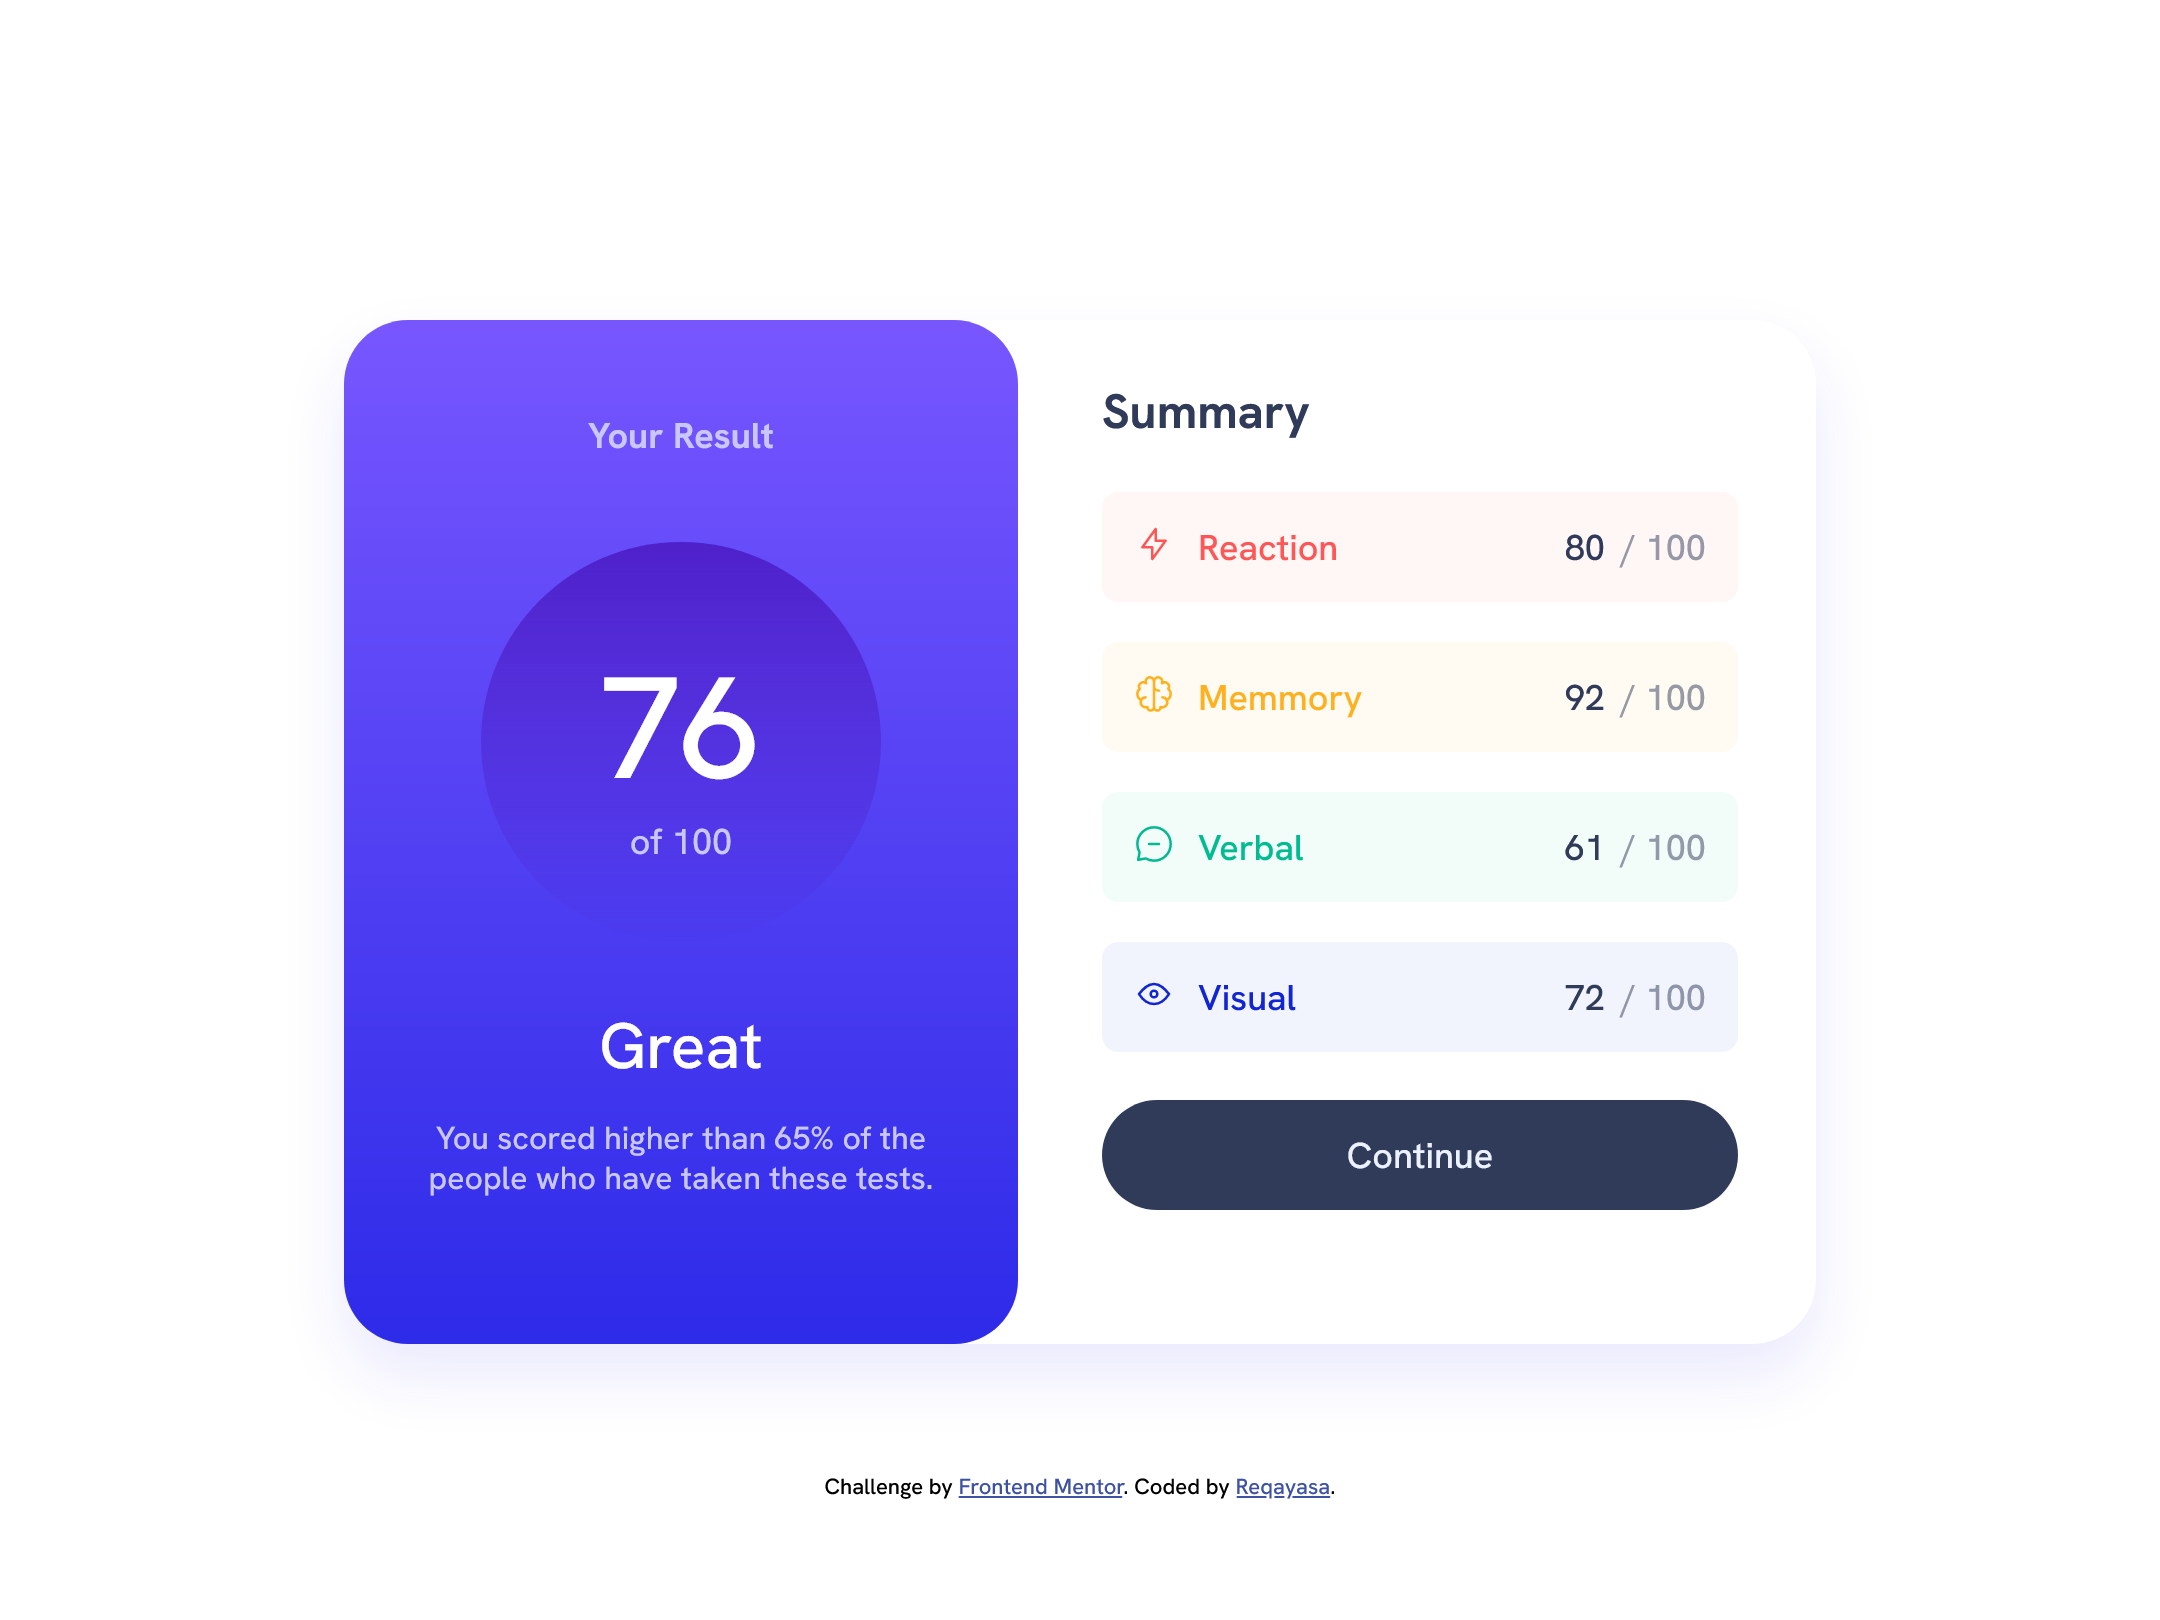 Your Result
76
of 100
Great
You scored higher than 65% of the
people who have taken these tests.
Summary
Reaction 80 / 100
Memmory 92 / 100
Verbal 61 / 100
Visual 72 / 100
Continue
Challenge by Frontend Mentor. Coded by Reqayasa.